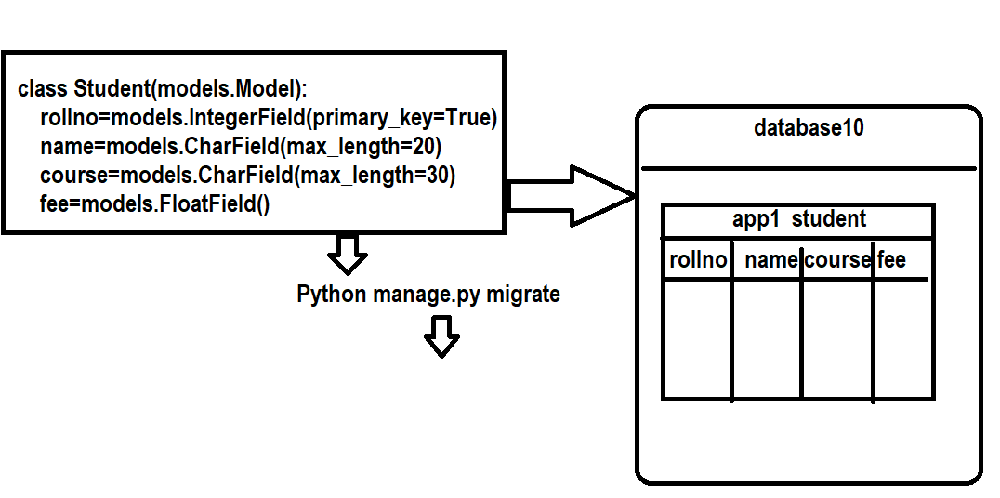 class Student(models.Model):
rollno=models.IntegerField(primary_key=True)
name=models.CharField(max_length=20)
course=models.CharField(max_length=30)
fee=models.FloatField()
Python manage.py migrate
database10
app1_student
rollno name course fee